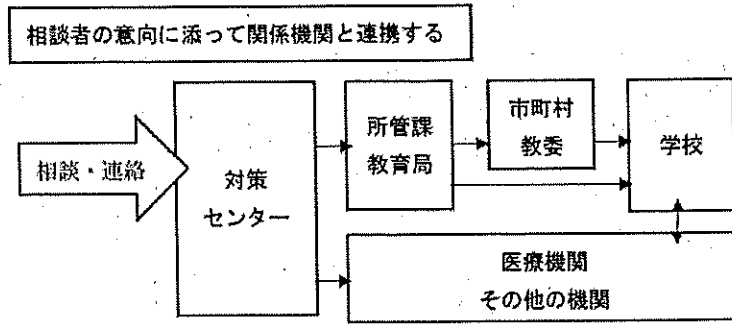 相談者の意向に添って関係機関と連携する
相談・連絡
対策
センター
所管課
教育局
市町村
教委
学校
医療機関
その他の機関